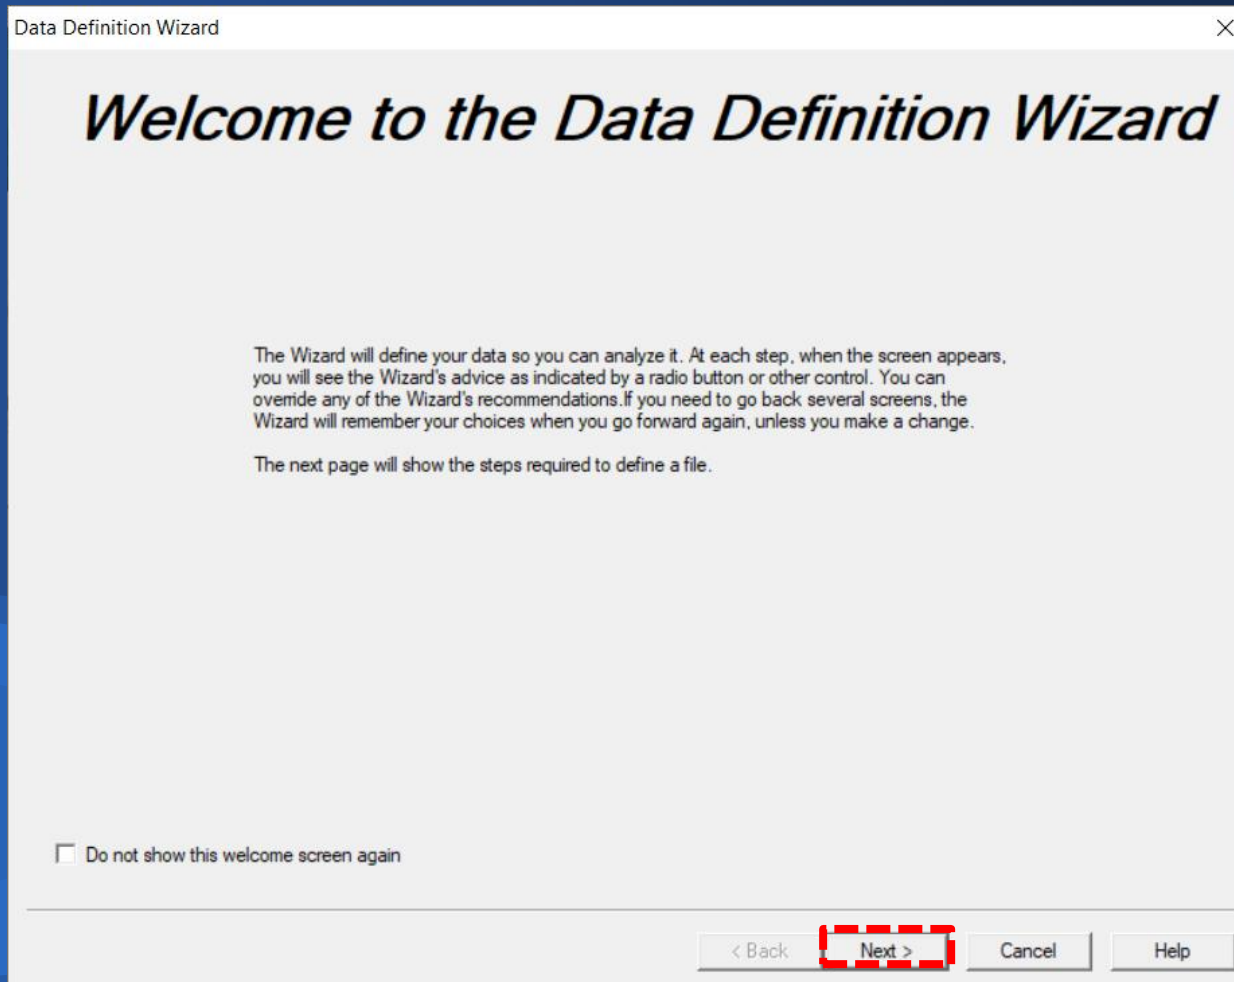 Data Definition Wizard
Welcome to the Data Definition Wizard
The Wizard will define your data so you can analyze it. At each step, when the screen appears,
you will see the Wizard's advice as indicated by a radio button or other control. You can
override any of the Wizard's recommendations.If you need to go back several screens, the
Wizard will remember your choices when you go forward again, unless you make a change.
The next page will show the steps required to define a file.
Do not show this welcome screen again
< Back Next > Cancel Help